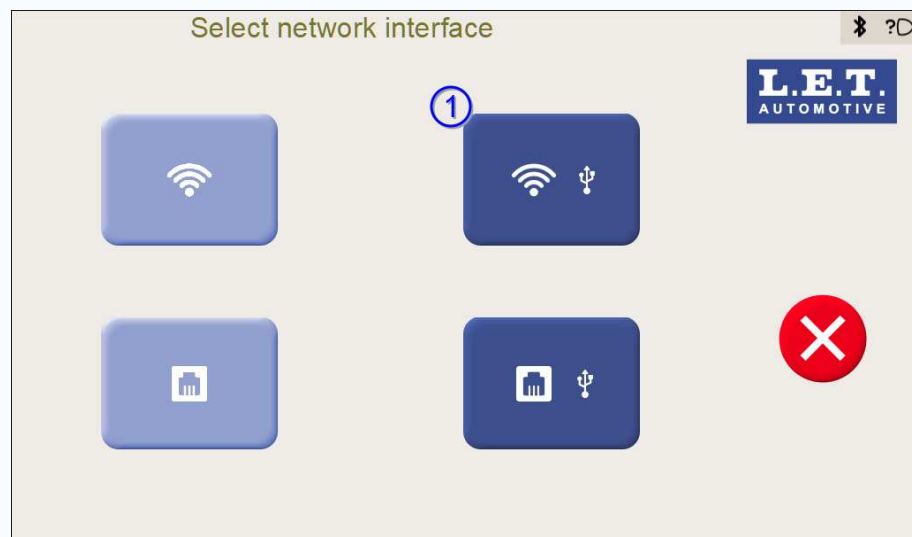 Select network interface
?
1
L.E.T.
AUTOMOTIVE